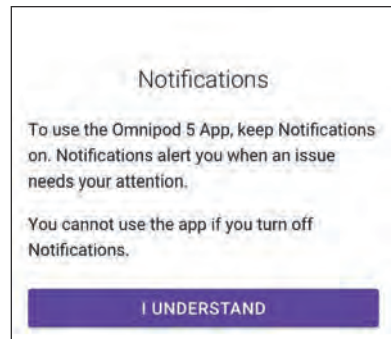 Notifications
To use the Omnipod 5 App, keep Notifications
on. Notifications alert you when an issue
needs your attention.
You cannot use the app if you turn off
Notifications.
I UNDERSTAND